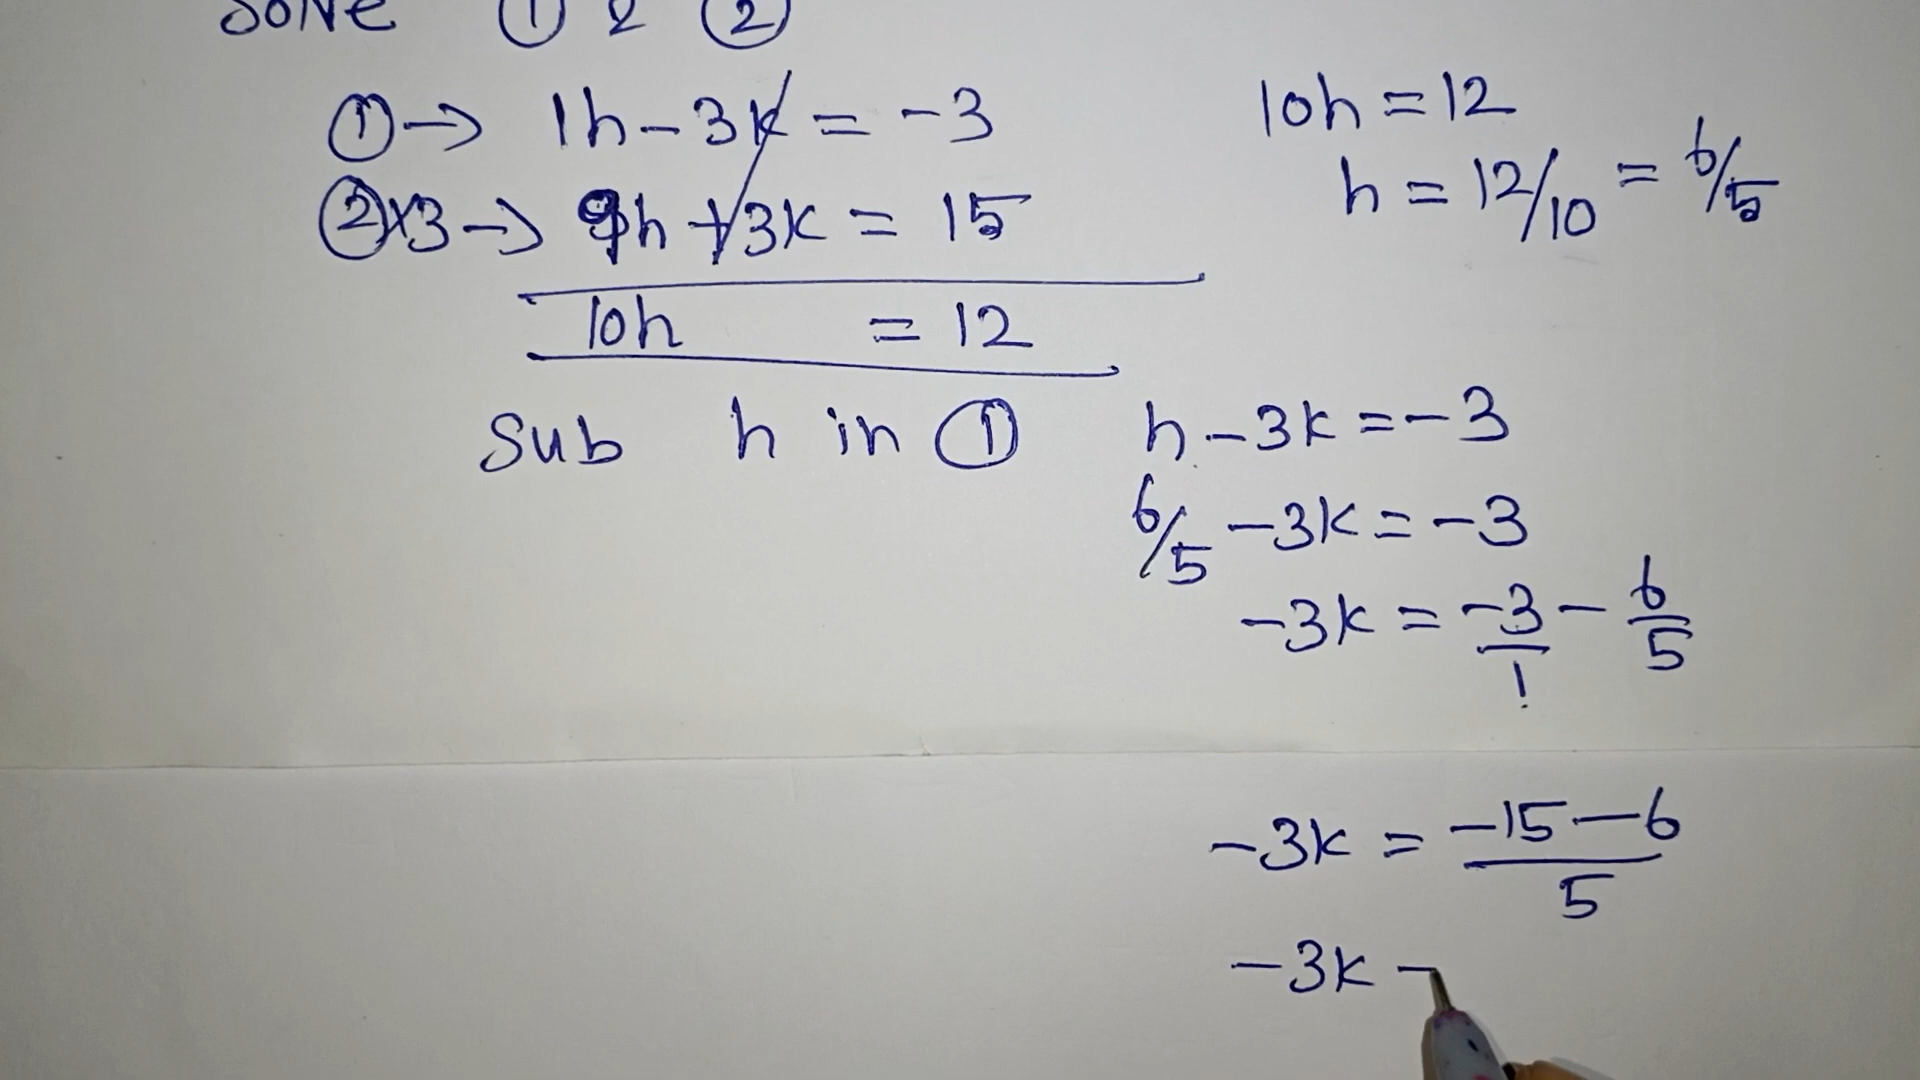 Solve ① & ②
①→ 1h - 3k = -3
②×3→ 9h + 3k = 15
10h = 12
10h = 12
h = 12/10 = 6/5
Sub h in ①
h - 3k = -3
6/5 - 3k = -3
-3k = -3/1 - 6/5
-3k = -15-6/5
-3k -